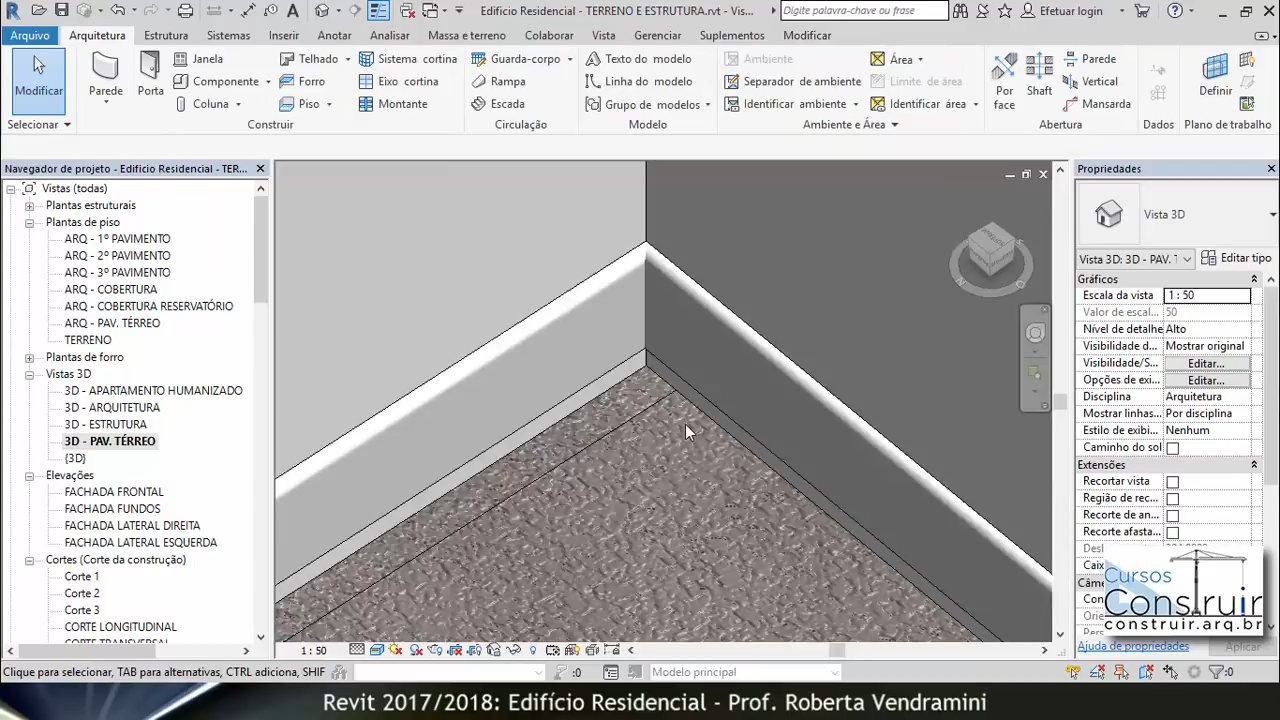 Edificio Residencial - TERRENO E ESTRUTURA.rvt - Vis...
Digite palavra-chave ou frase
Efetuar login
Arquivo Arquitetura Estrutura Sistemas Inserir Anotar Analisar Massa e terreno Colaborar Vista Gerenciar Suplementos Modificar
Modificar
Parede
Porta
Janela
Componente
Coluna
Telhado
Forro
Piso
Sistema cortina
Eixo cortina
Montante
Guarda-corpo
Rampa
Escada
Texto do modelo
Linha do modelo
Grupo de modelos
Ambiente
Separador de ambiente
Identificar ambiente
Área
Limite de área
Identificar área
Por face
Shaft
Parede
Vertical
Mansarda
Definir
Selecionar Construir Circulação Modelo Ambiente e Área Abertura Dados Plano de trabalho
Navegador de projeto - Edificio Residencial - TER...
Vistas (todas)
Plantas estruturais
Plantas de piso
ARQ - 1º PAVIMENTO
ARQ - 2º PAVIMENTO
ARQ - 3º PAVIMENTO
ARQ - COBERTURA
ARQ - COBERTURA RESERVATÓRIO
ARQ - PAV. TÉRREO
TERRENO
Plantas de forro
Vistas 3D
3D - APARTAMENTO HUMANIZADO
3D - ARQUITETURA
3D - ESTRUTURA
3D - PAV. TÉRREO
{3D}
Elevações
FACHADA FRONTAL
FACHADA FUNDOS
FACHADA LATERAL DIREITA
FACHADA LATERAL ESQUERDA
Cortes (Corte da construção)
Corte 1
Corte 2
Corte 3
CORTE LONGITUDINAL
CORTE TRANSVERSAL
Propriedades
Vista 3D
Vista 3D: 3D - PAV. T
Editar tipo
Gráficos
Escala da vista 1 : 50
Valor de escal... 50
Nível de detalhe Alto
Visibilidade d... Mostrar original
Visibilidade/S... Editar...
Opções de exi... Editar...
Disciplina Arquitetura
Mostrar linhas... Por disciplina
Estilo de exibi... Nenhum
Caminho do sol
Extensões
Recortar vista
Região de rec...
Recorte de an...
Recorte afasta...
Cursos
Construir
construir.arq.br
Ajuda de propriedades
Aplicar
1 : 50
Clique para selecionar, TAB para alternativas, CTRL adiciona, SHIF
:0
Modelo principal
:0
Revit 2017/2018: Edifício Residencial - Prof. Roberta Vendramini